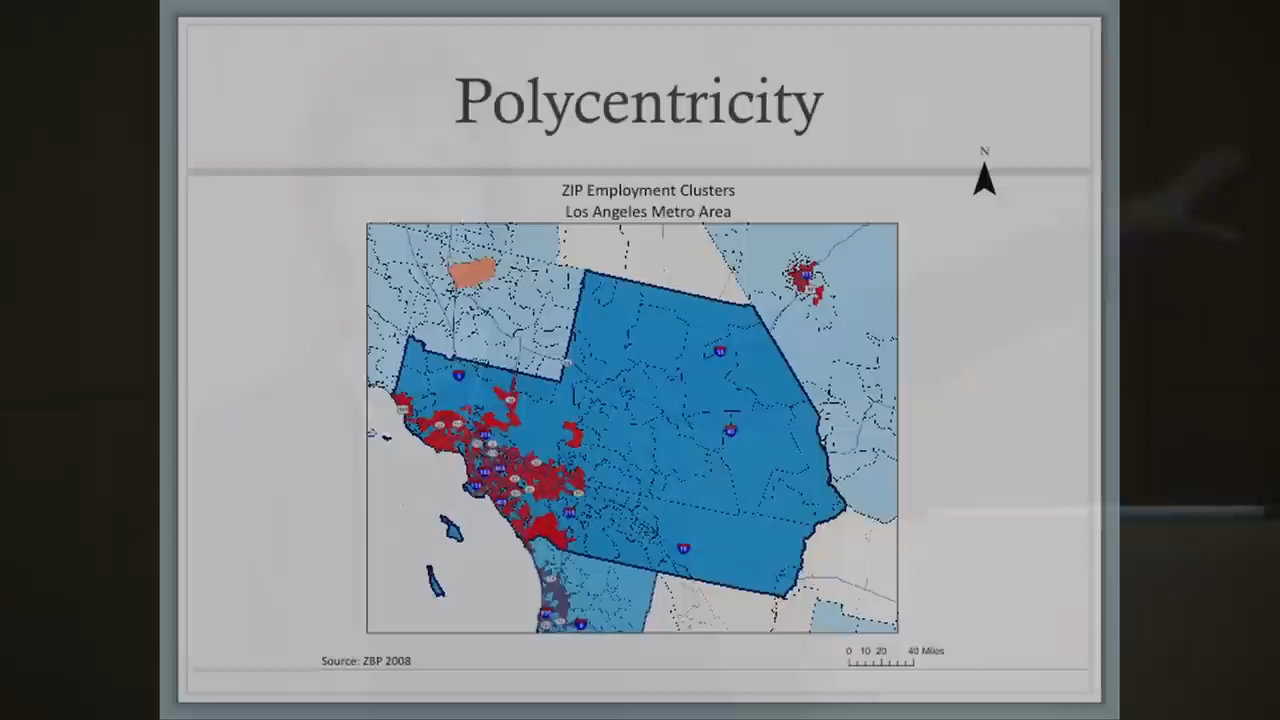 Polycentricity
N
ZIP Employment Clusters
Los Angeles Metro Area
Source: ZBP 2008
0 10 20 40 Miles